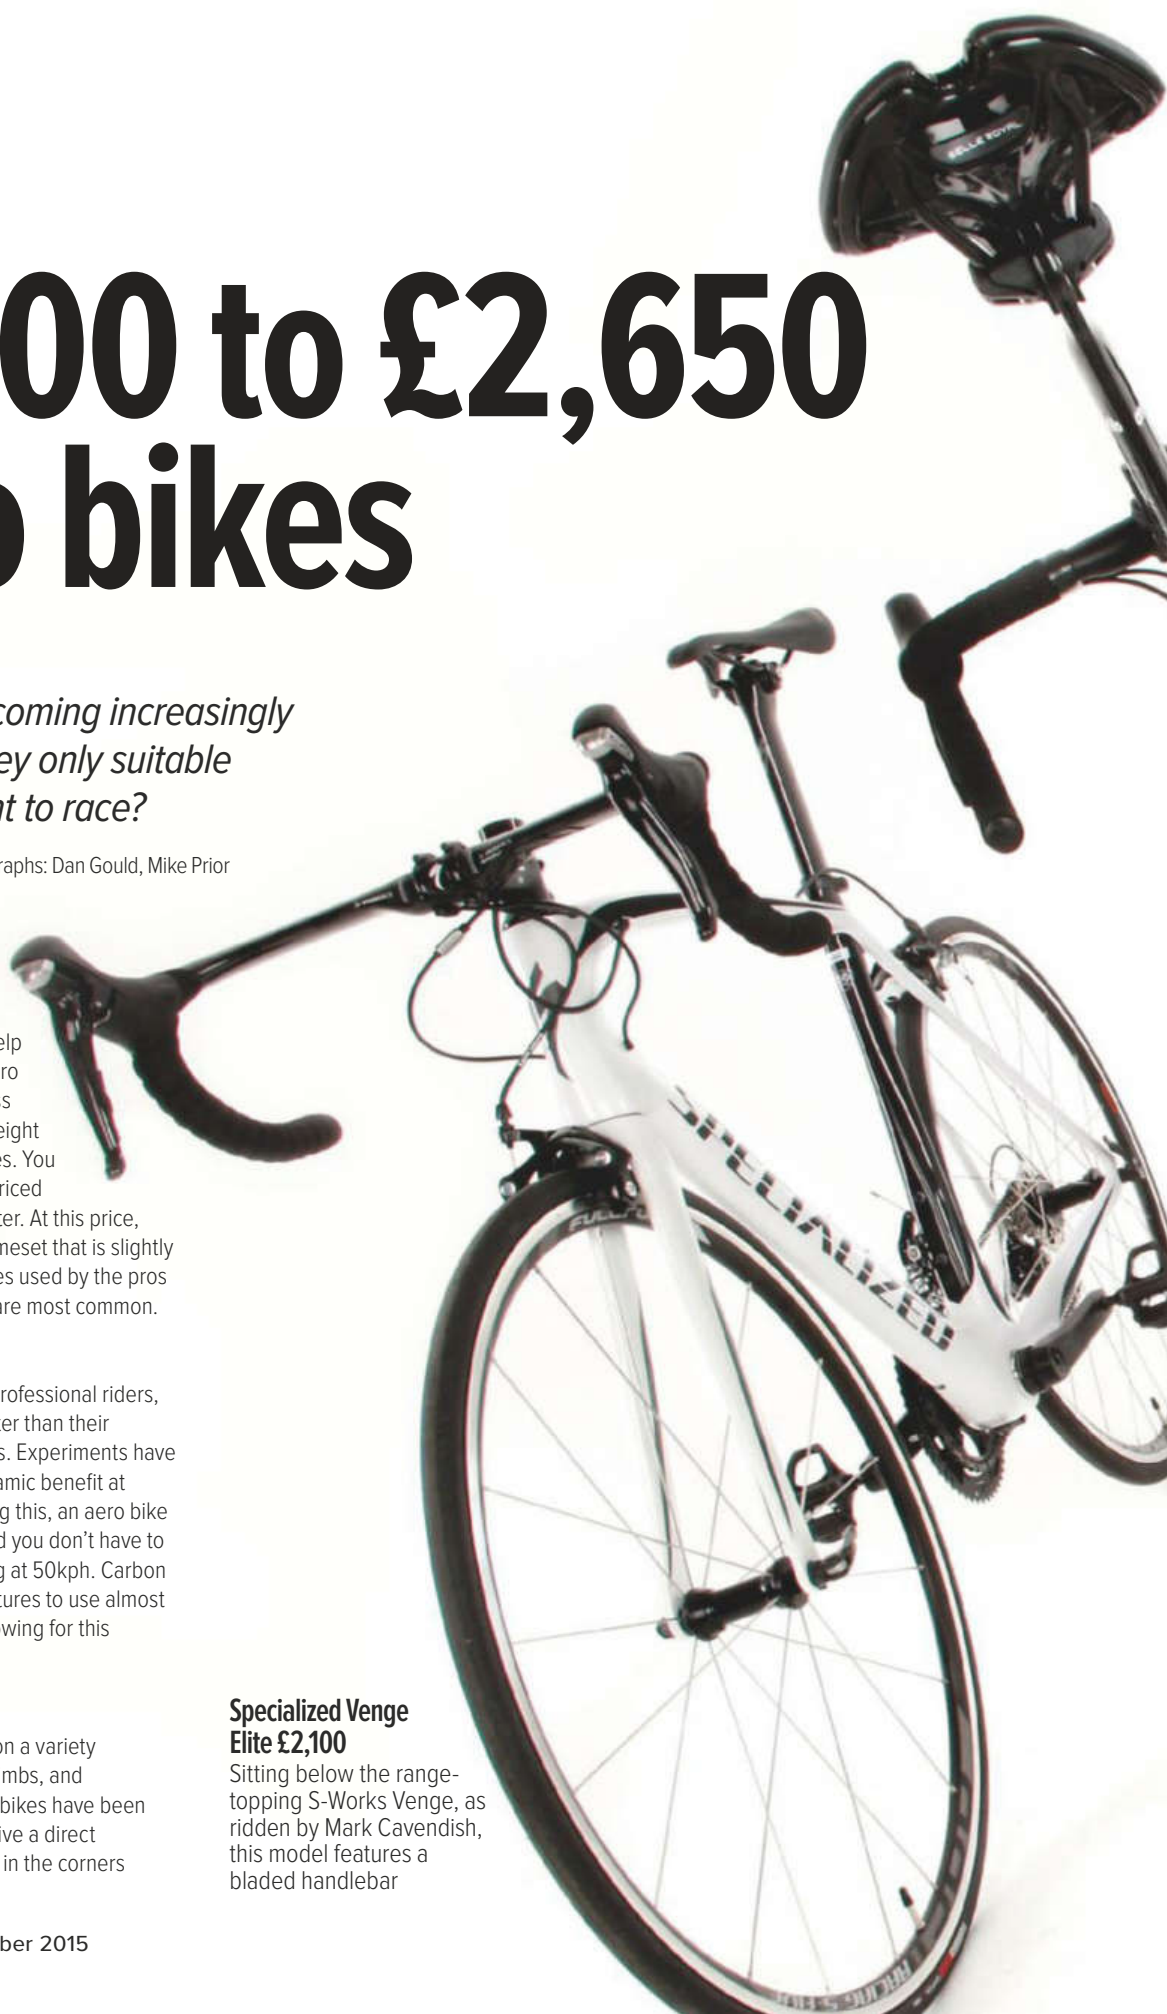 00 to £2,650
o bikes
coming increasingly
ey only suitable
nt to race?
raphs: Dan Gould, Mike Prior
elp
ro
ss
eight
es. You
riced
ter. At this price,
meset that is slightly
es used by the pros
are most common.
rofessional riders,
ter than their
s. Experiments have
amic benefit at
g this, an aero bike
d you don't have to
g at 50kph. Carbon
tures to use almost
owing for this
on a variety
mbs, and
bikes have been
ive a direct
in the corners
ber 2015
Specialized Venge
Elite £2,100
Sitting below the range-
topping S-Works Venge, as
ridden by Mark Cavendish,
this model features a
bladed handlebar
SELLE ROYAL
SPECIALIZED
RACING 5